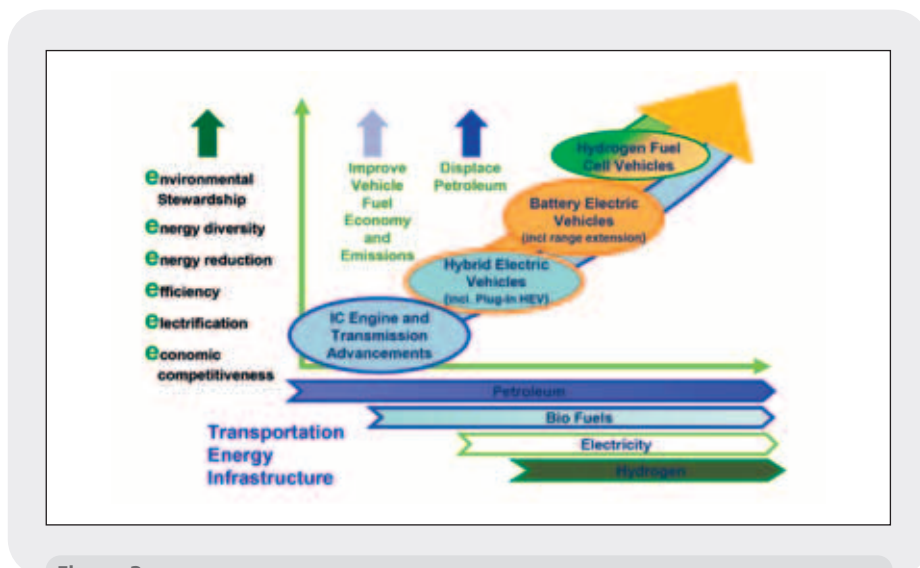 environmental
Stewardship
energy diversity
energy reduction
efficiency
electrification
economic
competitiveness
Improve
Vehicle
Fuel
Economy
and
Emissions
Displace
Petroleum
Hydrogen Fuel
Cell Vehicles
Battery Electric
Vehicles
(incl range extension)
Hybrid Electric
Vehicles
(incl. Plug-in HEV)
IC Engine and
Transmission
Advancements
Petroleum
Bio Fuels
Electricity
Hydrogen
Transportation
Energy
Infrastructure